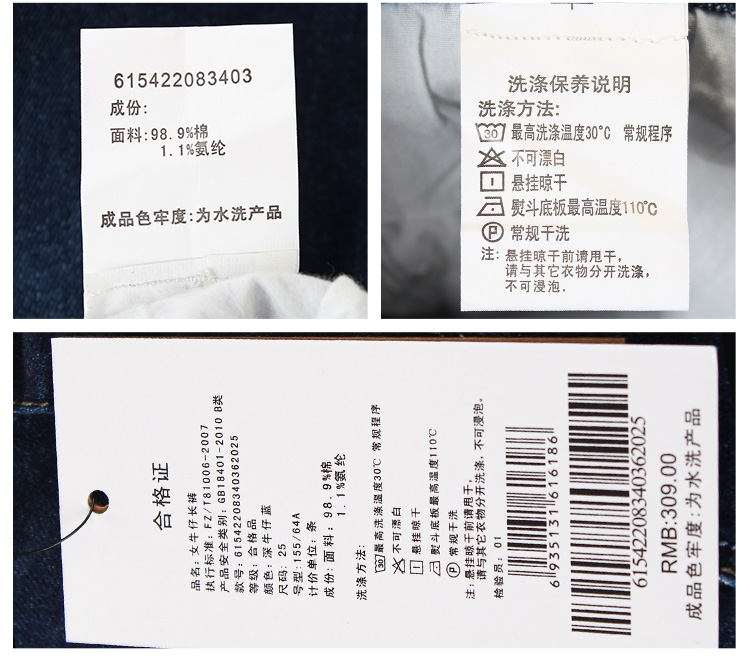 615422083403
成份:
面料:98.9%棉
1.1%氨纶
成品色牢度:为水洗产品
洗涤保养说明
洗涤方法:
30 最高洗涤温度30°C 常规程序
不可漂白
悬挂晾干
熨斗底板最高温度110℃
P 常规干洗
注: 悬挂晾干前请甩干,
请与其它衣物分开洗涤,
不可浸泡.
合格证
品名: 女牛仔长裤
执行标准: FZ/T81006-2007
产品安全类别: GB18401-2010 B类
款号: 61542208340362025
等级: 合格品
颜色: 深牛仔蓝
尺码: 25
号型: 155/64A
计价单位: 条
成份: 面料: 98.9%棉
1.1%氨纶
洗涤方法:
30 最高洗涤温度30℃ 常规程序
不可漂白
悬挂晾干
熨斗底板最高温度110℃
P 常规干洗
注: 悬挂晾干前请甩干,
请与其它衣物分开洗涤, 不可浸泡。
检验员: 01
6935131616186
61542208340362025
RMB:309.00
成品色牢度: 为水洗产品